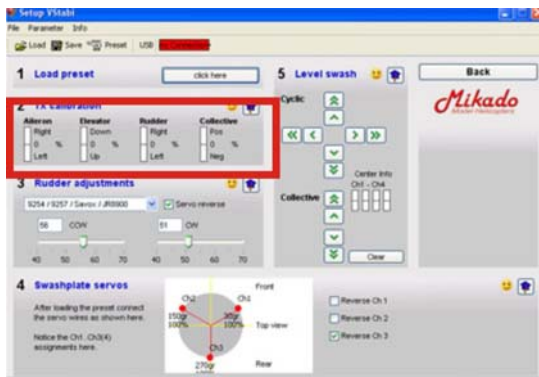 Setup VStabi
File Parameter Info
Load Save Preset USB
1 Load preset
click here
2 TX calibration
Aileron Elevator Rudder Collective
Right Down Right Pos
0 % 0 % 0 % 0 %
Left Up Left Neg
3 Rudder adjustments
9254 / 9257 / Savox / JR8900
Servo reverse
56 CCW 51 CW
40 50 60 70 40 50 60 70
5 Level swash
Cyclic
Center Info
Ch1 - Ch4
Collective
Clear
Back
Mikado
Model Helicopters
4 Swashplate servos
After loading the preset connect
the servo wires as shown here.
Notice the Ch1..Ch3(4)
assignments here.
Front
Ch2 Ch1
150gr 30gr
100% 100%
Top view
Ch3
270gr
Rear
Reverse Ch 1
Reverse Ch 2
Reverse Ch 3